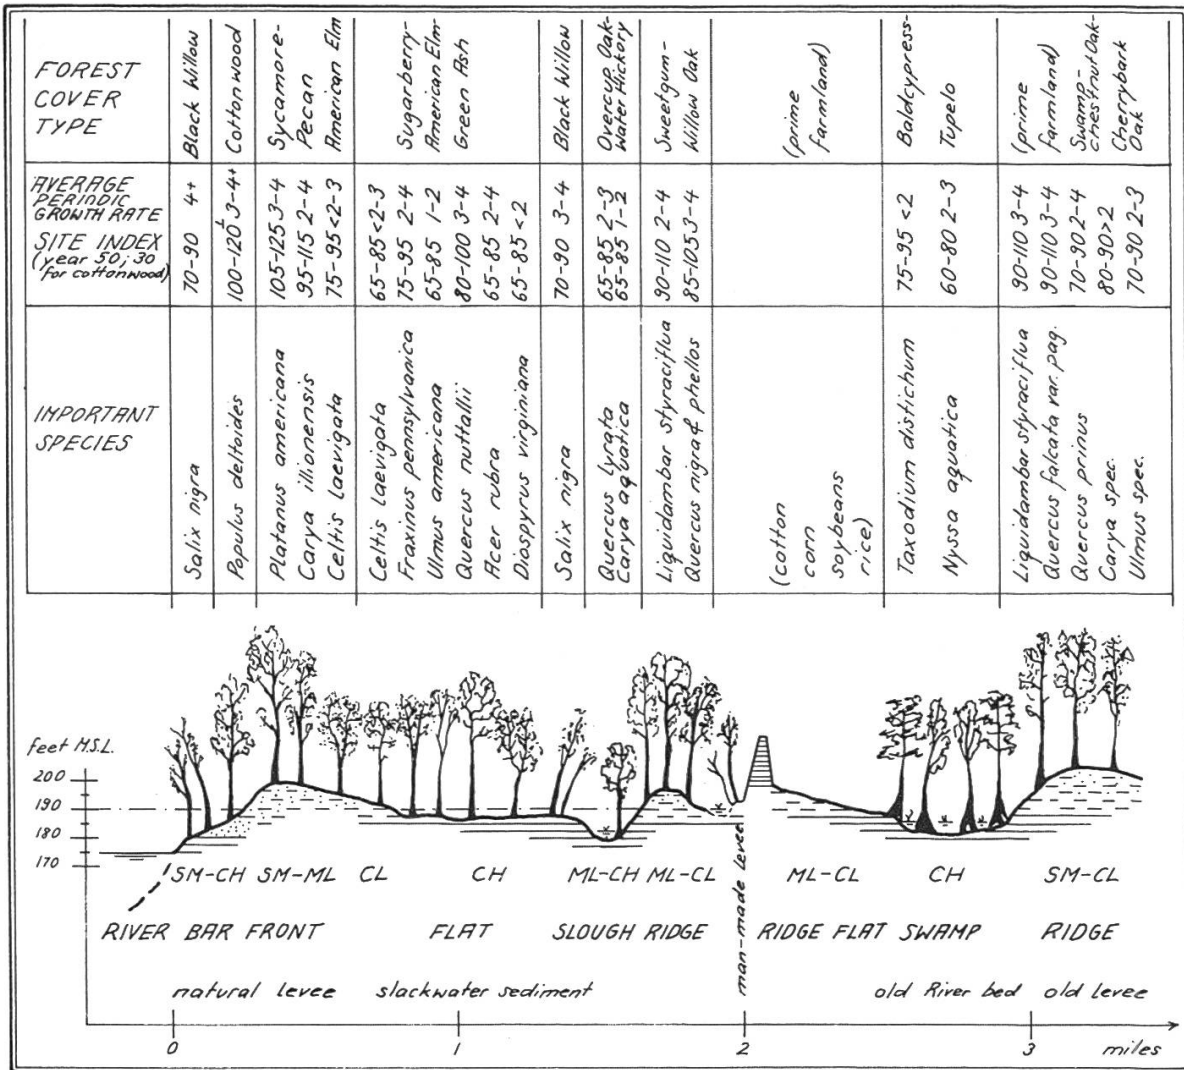 FOREST
COVER
TYPE
Black Willow
Cottonwood
Sycamore-
Pecan
American Elm
Sugarberry
American Elm
Green Ash
Black Willow
Overcup Oak-
Water Hickory
Sweetgum-
Willow Oak
(prime
farmland)
Baldcypress-
Tupelo
(prime
farmland)
Swamp-
chestnut Oak-
Cherrybark
Oak
AVERAGE
PERIODIC
GROWTH RATE
SITE INDEX
(year 50; 30
for cottonwood)
70-90 4+
100-120 3-4+
105-125 3-4
95-115 2-4
75-95 <2-3
65-85 <2-3
75-95 2-4
65-85 1-2
80-100 3-4
65-85 2-4
65-85 <2
70-90 3-4
65-85 2-3
65-85 1-2
90-110 2-4
85-105 3-4
75-95 <2
60-80 2-3
90-110 3-4
90-110 3-4
70-90 2-4
80-90 >2
70-90 2-3
IMPORTANT
SPECIES
Salix nigra
Populus deltoides
Platanus americana
Carya illionensis
Celtis laevigata
Celtis laevigata
Fraxinus pennsylvanica
Ulmus americana
Quercus nuttallii
Acer rubra
Diospyrus virginiana
Salix nigra
Quercus lyrata
Carya aquatica
Liquidambar styraciflua
Quercus nigra & phellos
(cotton
corn
soybeans
rice)
Taxodium distichum
Nyssa aquatica
Liquidambar styraciflua
Quercus falcata var. pag.
Quercus prinus
Carya spec.
Ulmus spec.
feet M.S.L.
200
190
180
170
SM-CH SM-ML CL CH ML-CH ML-CL ML-CL CH SM-CL
RIVER BAR FRONT FLAT SLOUGH RIDGE RIDGE FLAT SWAMP RIDGE
man-made levee
natural levee slackwater sediment old River bed old levee
0 1 2 3 miles